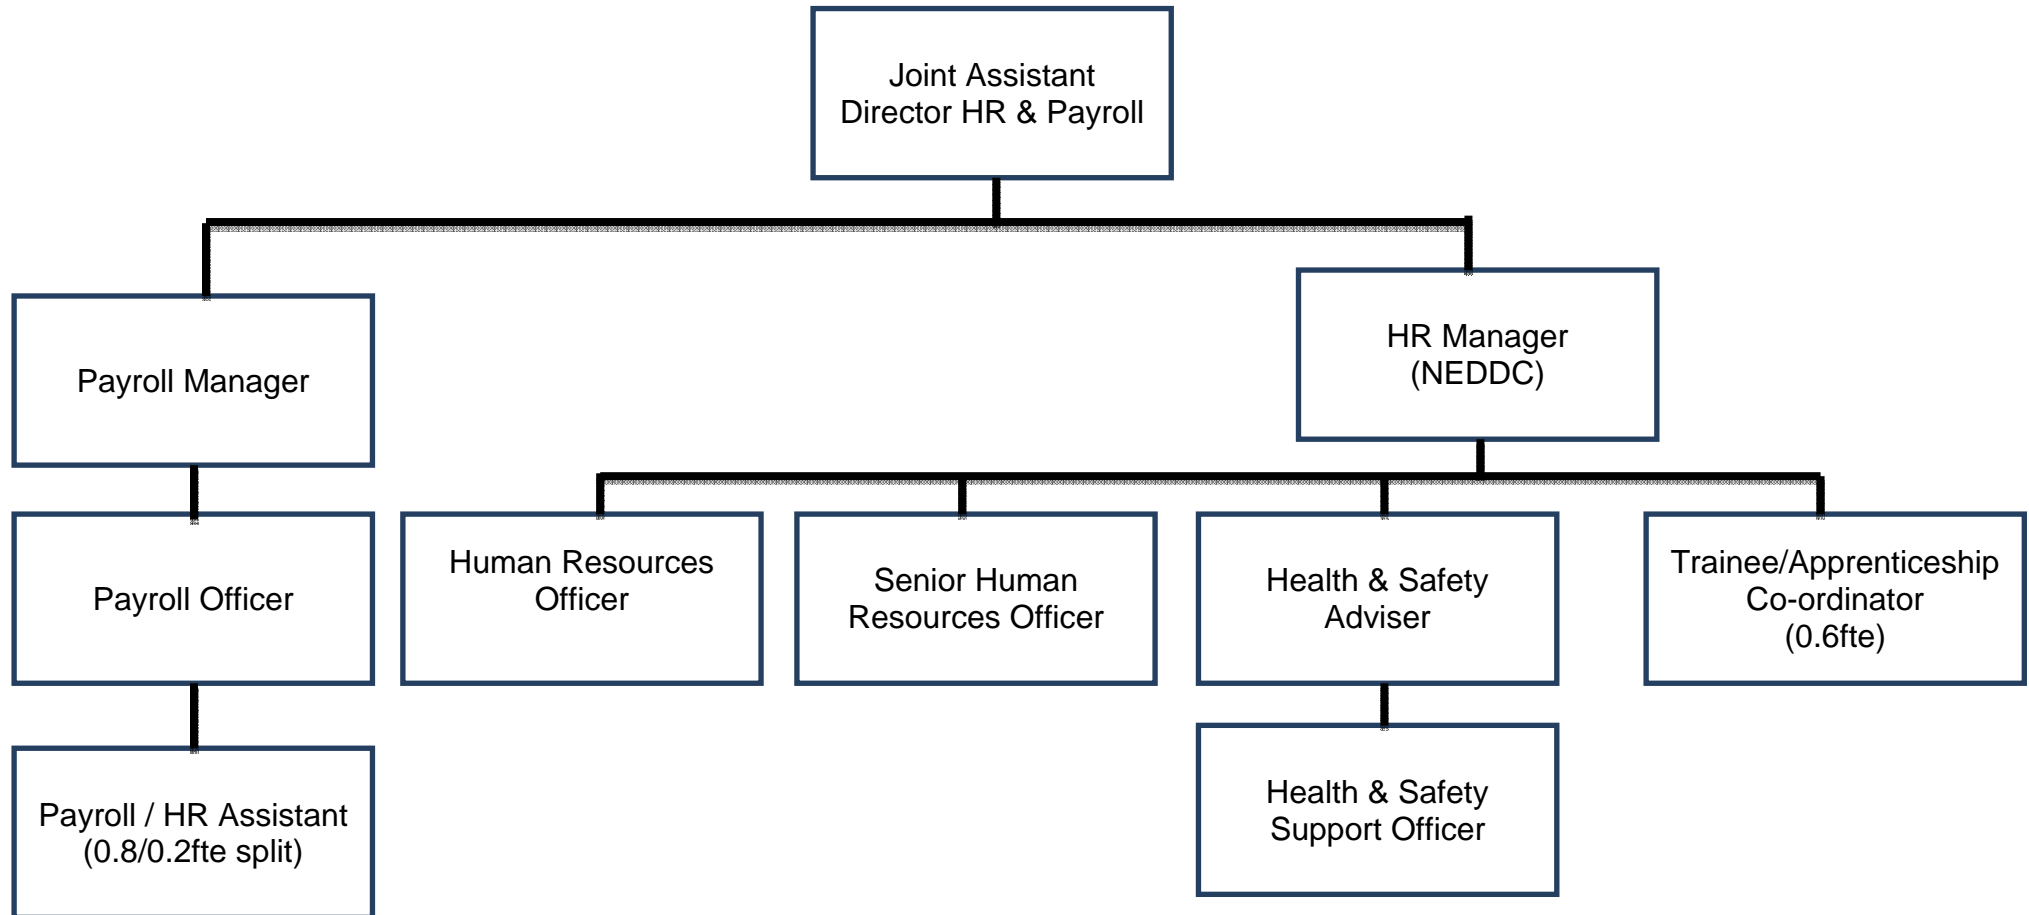 Joint Assistant
Director HR & Payroll
Payroll Manager
HR Manager
(NEDDC)
Payroll Officer
Human Resources
Officer
Senior Human
Resources Officer
Health & Safety
Adviser
Trainee/Apprenticeship
Co-ordinator
(0.6fte)
Payroll / HR Assistant
(0.8/0.2fte split)
Health & Safety
Support Officer